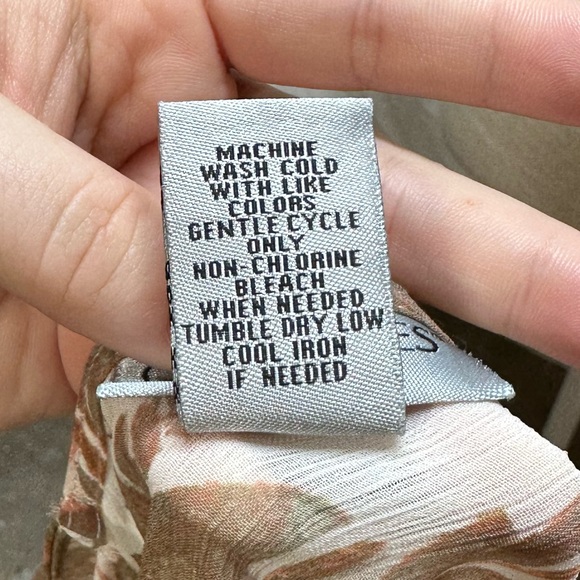 MACHINE
WASH COLD
WITH LIKE
COLORS
GENTLE CYCLE
ONLY
NON-CHLORINE
BLEACH
WHEN NEEDED
TUMBLE DRY LOW
COOL IRON
IF NEEDED